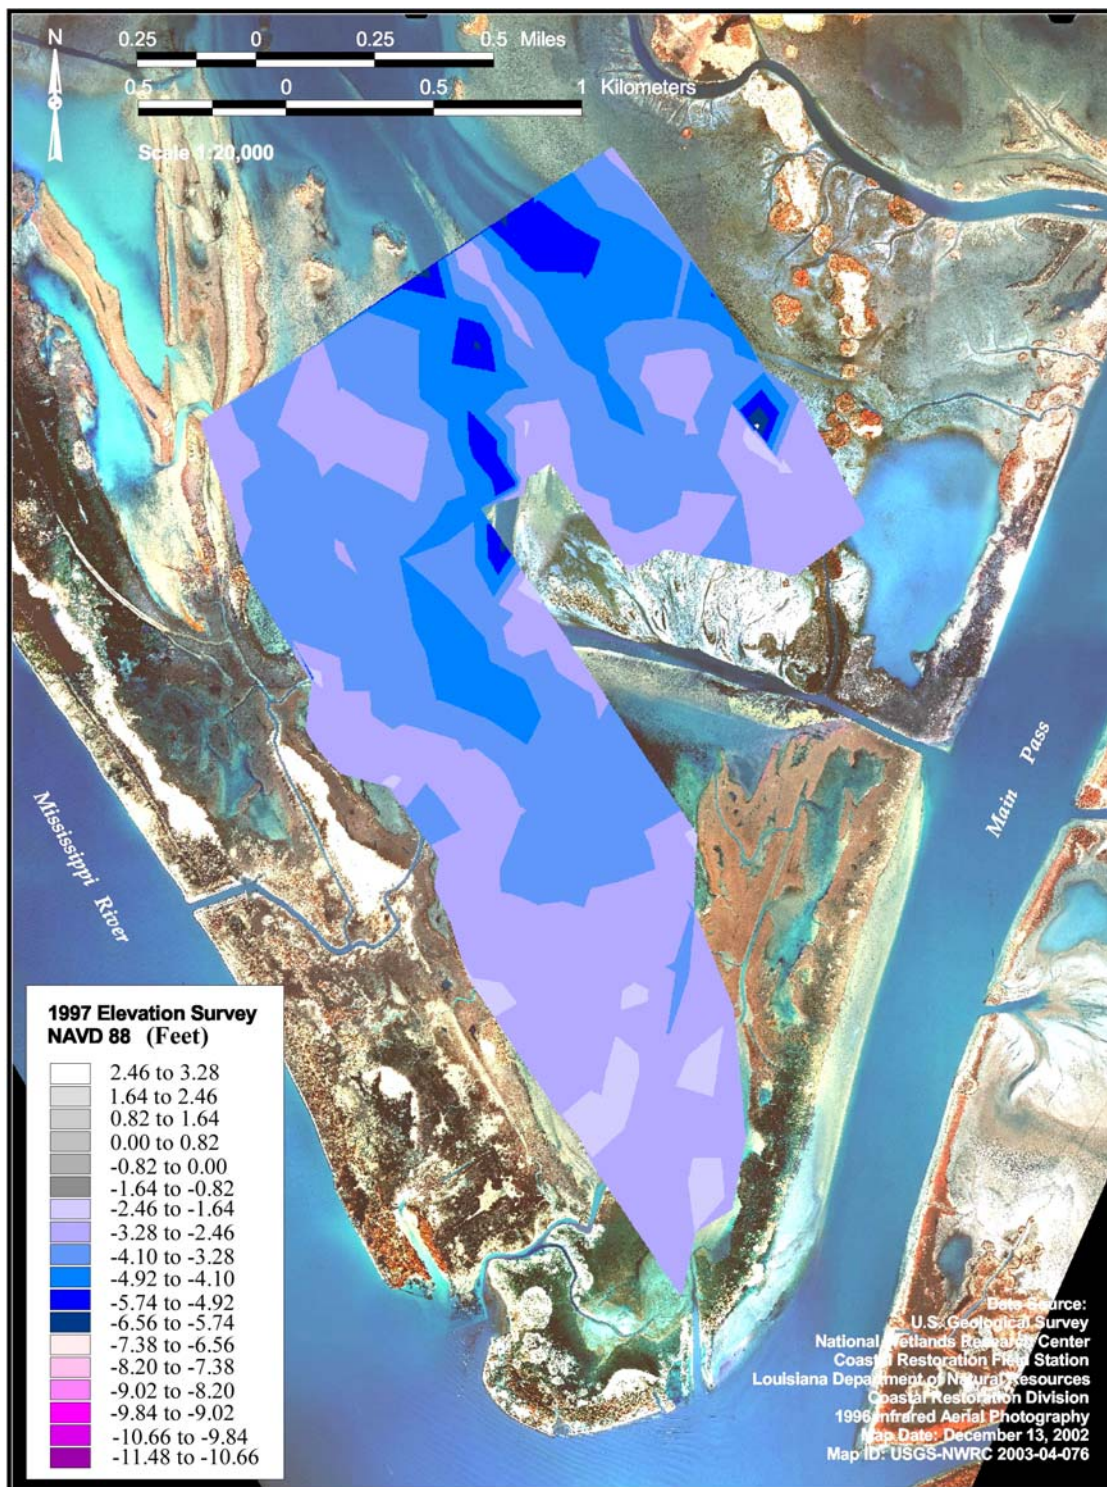 N
0.25 0 0.25 0.5 Miles
0.5 0 0.5 1 Kilometers
Scale 1:20,000
Mississippi River
Main Pass
1997 Elevation Survey
NAVD 88 (Feet)
2.46 to 3.28
1.64 to 2.46
0.82 to 1.64
0.00 to 0.82
-0.82 to 0.00
-1.64 to -0.82
-2.46 to -1.64
-3.28 to -2.46
-4.10 to -3.28
-4.92 to -4.10
-5.74 to -4.92
-6.56 to -5.74
-7.38 to -6.56
-8.20 to -7.38
-9.02 to -8.20
-9.84 to -9.02
-10.66 to -9.84
-11.48 to -10.66
Data Source:
U.S. Geological Survey
National Wetlands Research Center
Coastal Restoration Field Station
Louisiana Department of Natural Resources
Coastal Restoration Division
1996 Infrared Aerial Photography
Map Date: December 13, 2002
Map ID: USGS-NWRC 2003-04-076